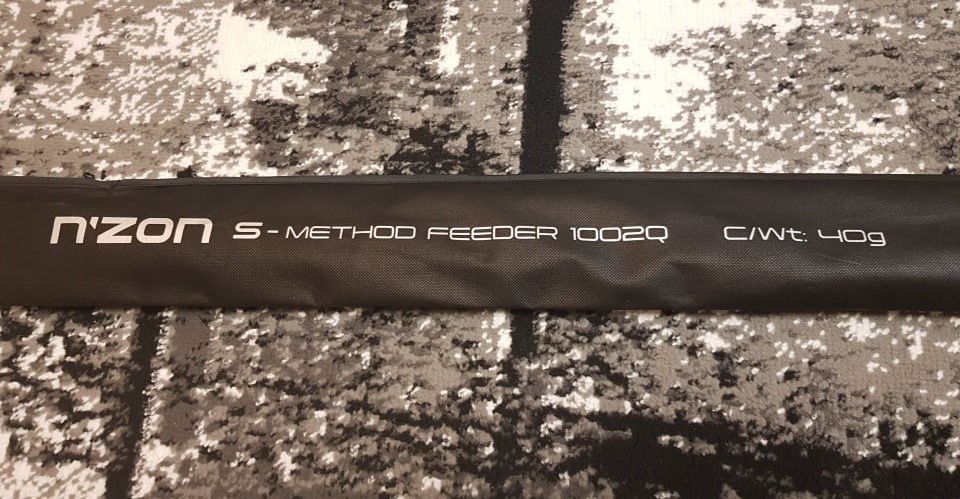 n'zon S-METHOD FEEDER 1002Q C/Wt: 40g